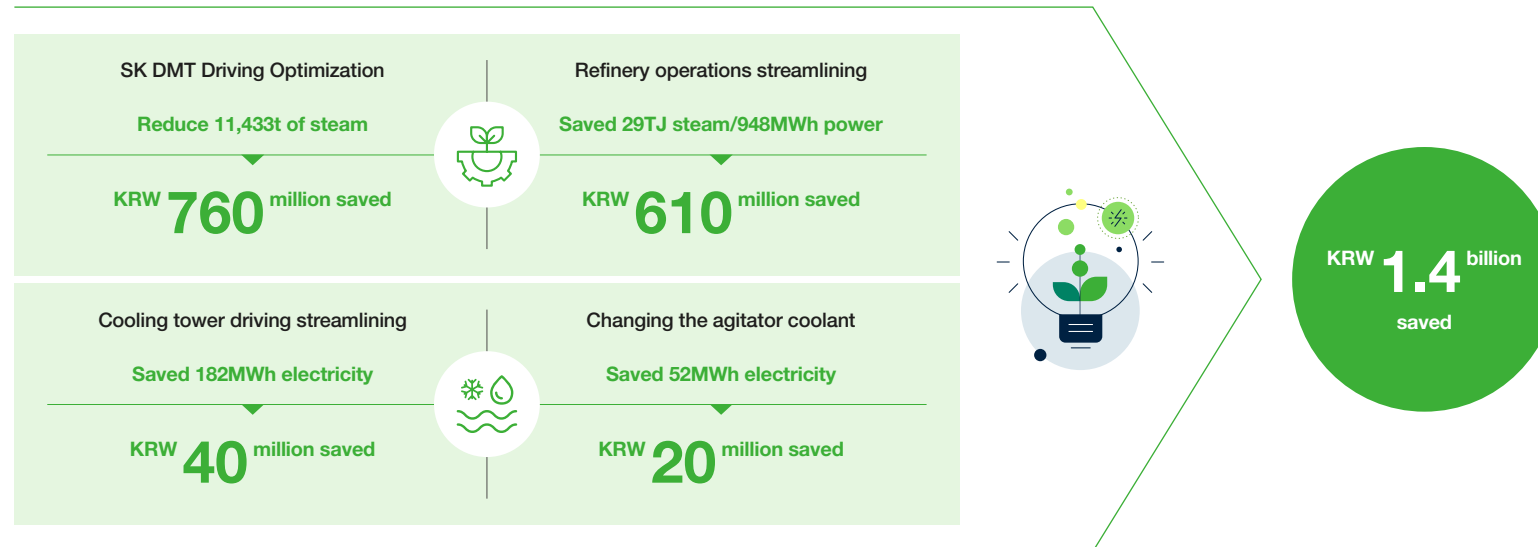 SK DMT Driving Optimization
Reduce 11,433t of steam
KRW 760 million saved
Refinery operations streamlining
Saved 29TJ steam/948MWh power
KRW 610 million saved
Cooling tower driving streamlining
Saved 182MWh electricity
KRW 40 million saved
Changing the agitator coolant
Saved 52MWh electricity
KRW 20 million saved
KRW 1.4 billion
saved